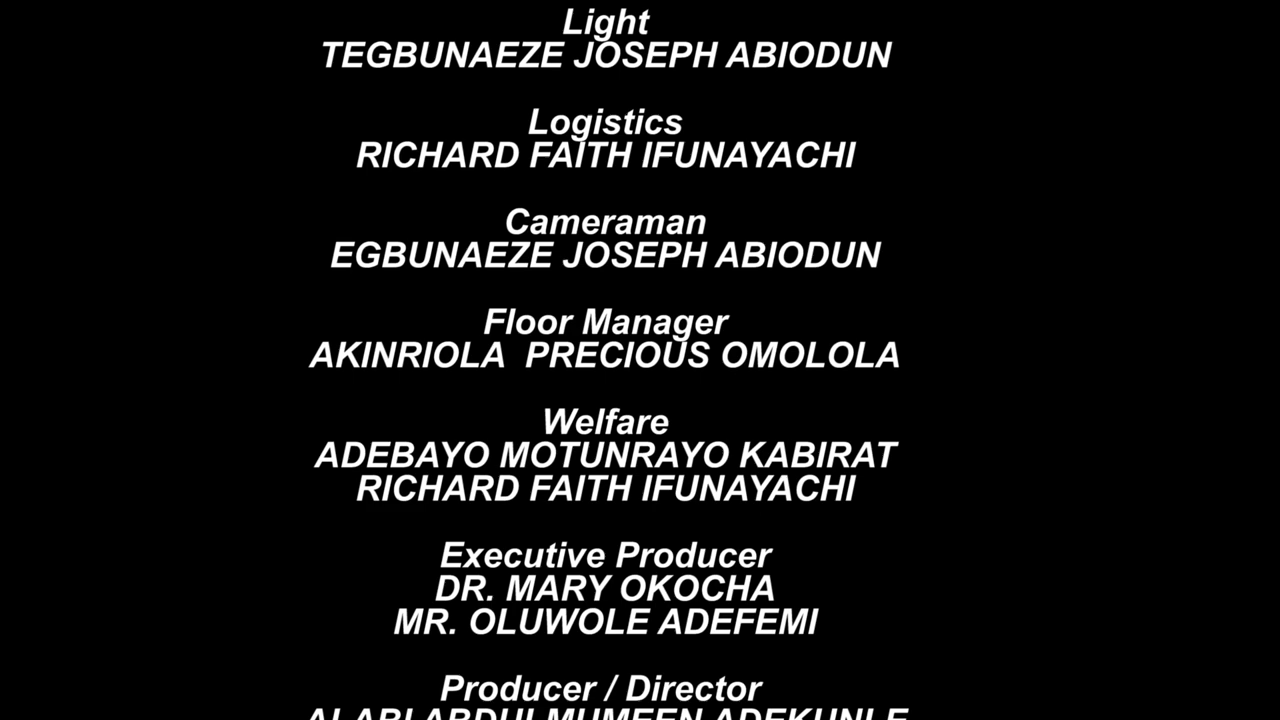 Light
TEGBUNAEZE JOSEPH ABIODUN
Logistics
RICHARD FAITH IFUNAYACHI
Cameraman
EGBUNAEZE JOSEPH ABIODUN
Floor Manager
AKINRIOLA  PRECIOUS OMOLOLA
Welfare
ADEBAYO MOTUNRAYO KABIRAT
RICHARD FAITH IFUNAYACHI
Executive Producer
DR. MARY OKOCHA
MR. OLUWOLE ADEFEMI
Producer / Director
ALABI ABDULMUMEEN ADEKUNLE